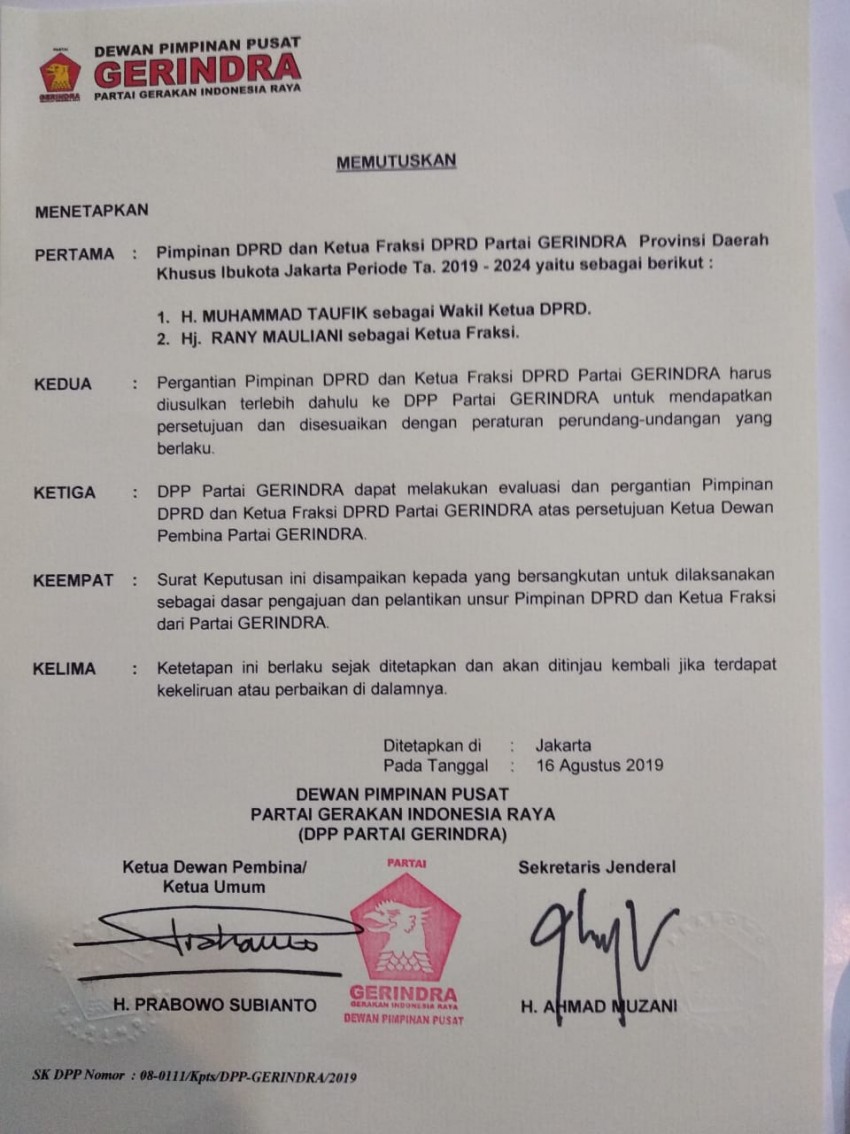 PARTAI
GERINDRA
DEWAN PIMPINAN PUSAT
GERINDRA
PARTAI GERAKAN INDONESIA RAYA
MEMUTUSKAN
MENETAPKAN
PERTAMA : Pimpinan DPRD dan Ketua Fraksi DPRD Partai GERINDRA Provinsi Daerah
Khusus Ibukota Jakarta Periode Ta. 2019 - 2024 yaitu sebagai berikut :
1. H. MUHAMMAD TAUFIK sebagai Wakil Ketua DPRD.
2. Hj. RANY MAULIANI sebagai Ketua Fraksi.
KEDUA : Pergantian Pimpinan DPRD dan Ketua Fraksi DPRD Partai GERINDRA harus
diusulkan terlebih dahulu ke DPP Partai GERINDRA untuk mendapatkan
persetujuan dan disesuaikan dengan peraturan perundang-undangan yang
berlaku.
KETIGA : DPP Partai GERINDRA dapat melakukan evaluasi dan pergantian Pimpinan
DPRD dan Ketua Fraksi DPRD Partai GERINDRA atas persetujuan Ketua Dewan
Pembina Partai GERINDRA.
KEEMPAT : Surat Keputusan ini disampaikan kepada yang bersangkutan untuk dilaksanakan
sebagai dasar pengajuan dan pelantikan unsur Pimpinan DPRD dan Ketua Fraksi
dari Partai GERINDRA.
KELIMA : Ketetapan ini berlaku sejak ditetapkan dan akan ditinjau kembali jika terdapat
kekeliruan atau perbaikan di dalamnya.
Ditetapkan di : Jakarta
Pada Tanggal : 16 Agustus 2019
DEWAN PIMPINAN PUSAT
PARTAI GERAKAN INDONESIA RAYA
(DPP PARTAI GERINDRA)
Ketua Dewan Pembina/
Ketua Umum
PARTAI
GERINDRA
GERAKAN INDONESIA RAYA
DEWAN PIMPINAN PUSAT
Sekretaris Jenderal
H. PRABOWO SUBIANTO
H. AHMAD MUZANI
SK DPP Nomor : 08-0111/Kpts/DPP-GERINDRA/2019